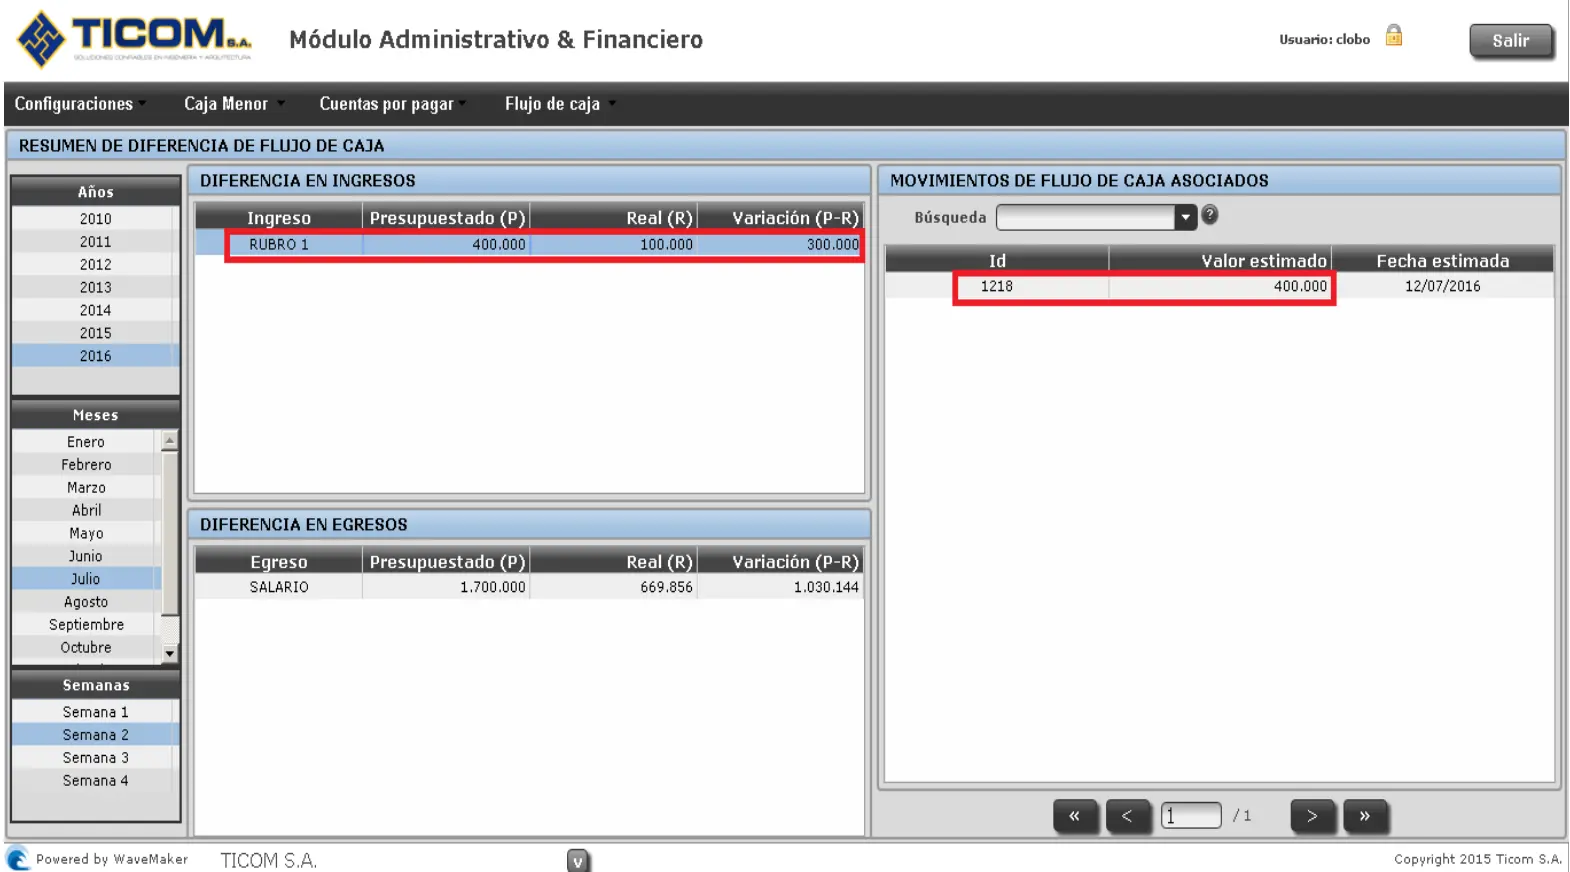 TICOM S.A.
SOLUCIONES CONFIABLES EN INGENIERIA Y ARQUITECTURA
Módulo Administrativo & Financiero
Usuario: clobo
Salir
Configuraciones Caja Menor Cuentas por pagar Flujo de caja
RESUMEN DE DIFERENCIA DE FLUJO DE CAJA
Años
2010
2011
2012
2013
2014
2015
2016
Meses
Enero
Febrero
Marzo
Abril
Mayo
Junio
Julio
Agosto
Septiembre
Octubre
Semanas
Semana 1
Semana 2
Semana 3
Semana 4
DIFERENCIA EN INGRESOS
Ingreso Presupuestado (P) Real (R) Variación (P-R)
RUBRO 1 400.000 100.000 300.000
DIFERENCIA EN EGRESOS
Egreso Presupuestado (P) Real (R) Variación (P-R)
SALARIO 1.700.000 669.856 1.030.144
MOVIMIENTOS DE FLUJO DE CAJA ASOCIADOS
Búsqueda ?
Id Valor estimado Fecha estimada
1218 400.000 12/07/2016
« < 1 / 1 > »
Powered by WaveMaker TICOM S.A. v Copyright 2015 Ticom S.A.